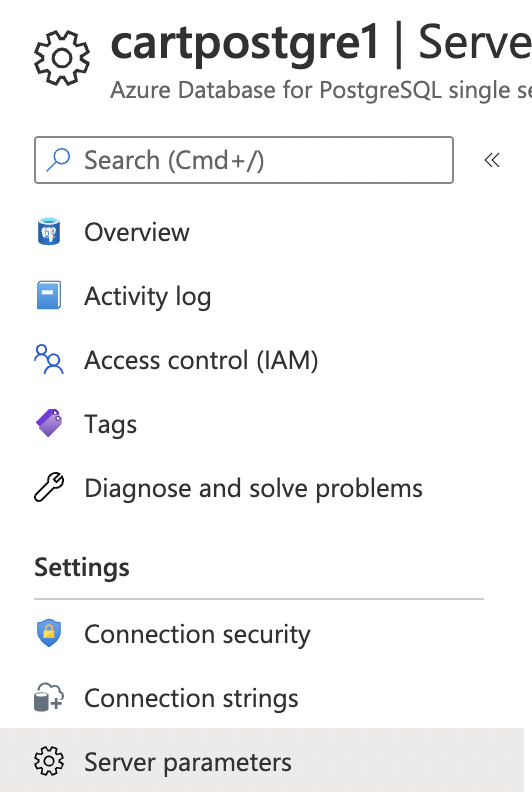 cartpostgre1 | Serve
Azure Database for PostgreSQL single se
Search (Cmd+/)
«
Overview
Activity log
Access control (IAM)
Tags
Diagnose and solve problems
Settings
Connection security
Connection strings
Server parameters